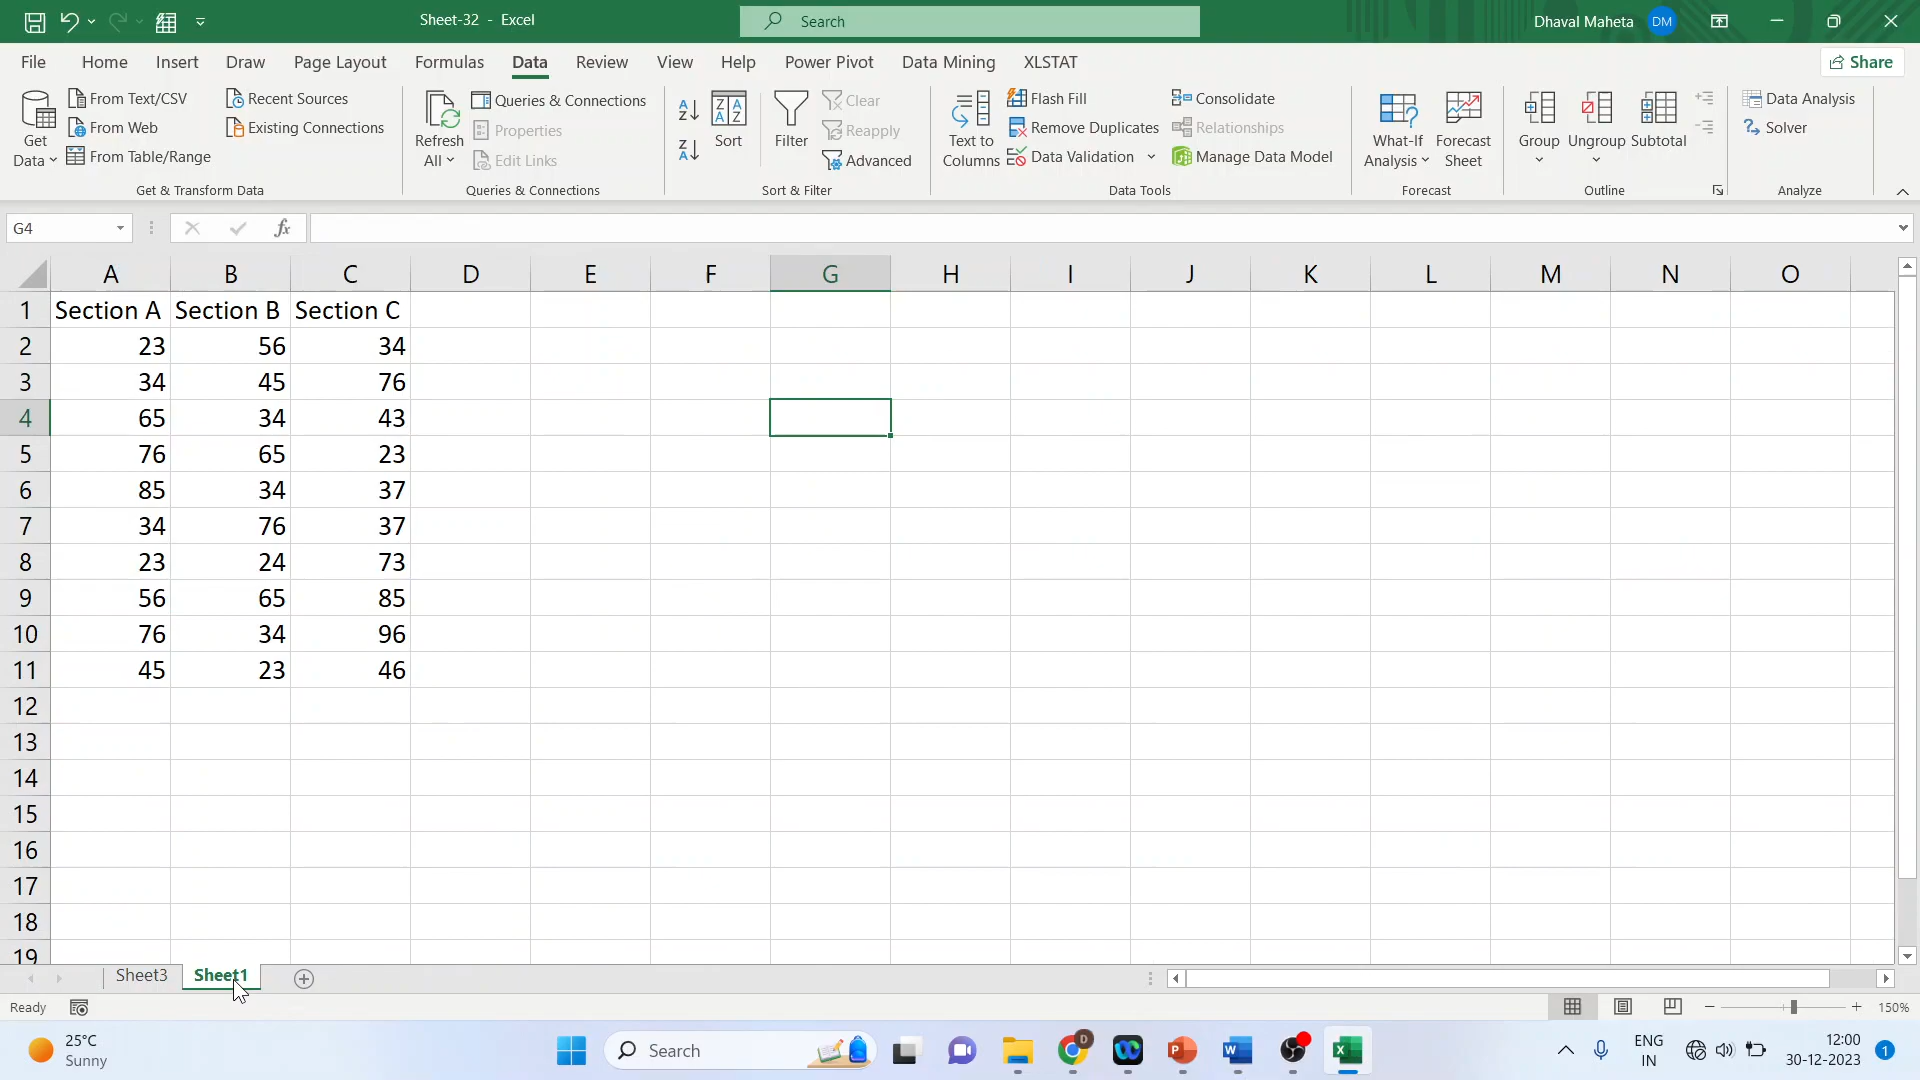 Sheet-32 - Excel
Search
Dhaval Maheta DM
File Home Insert Draw Page Layout Formulas Data Review View Help Power Pivot Data Mining XLSTAT Share
Get Data
From Text/CSV
From Web
From Table/Range
Recent Sources
Existing Connections
Get & Transform Data
Refresh All
Queries & Connections
Properties
Edit Links
Queries & Connections
Sort
Filter
Clear
Reapply
Advanced
Sort & Filter
Text to Columns
Flash Fill
Remove Duplicates
Data Validation
Consolidate
Relationships
Manage Data Model
Data Tools
What-If Analysis
Forecast Sheet
Forecast
Group
Ungroup
Subtotal
Outline
Data Analysis
Solver
Analyze
G4 fx
A B C D E F G H I J K L M N O
1 Section A Section B Section C
2 23 56 34
3 34 45 76
4 65 34 43
5 76 65 23
6 85 34 37
7 34 76 37
8 23 24 73
9 56 65 85
10 76 34 96
11 45 23 46
12
13
14
15
16
17
18
19
Sheet3 Sheet1
Ready 150%
25°C
Sunny
Search
ENG
IN
12:00
30-12-2023
1